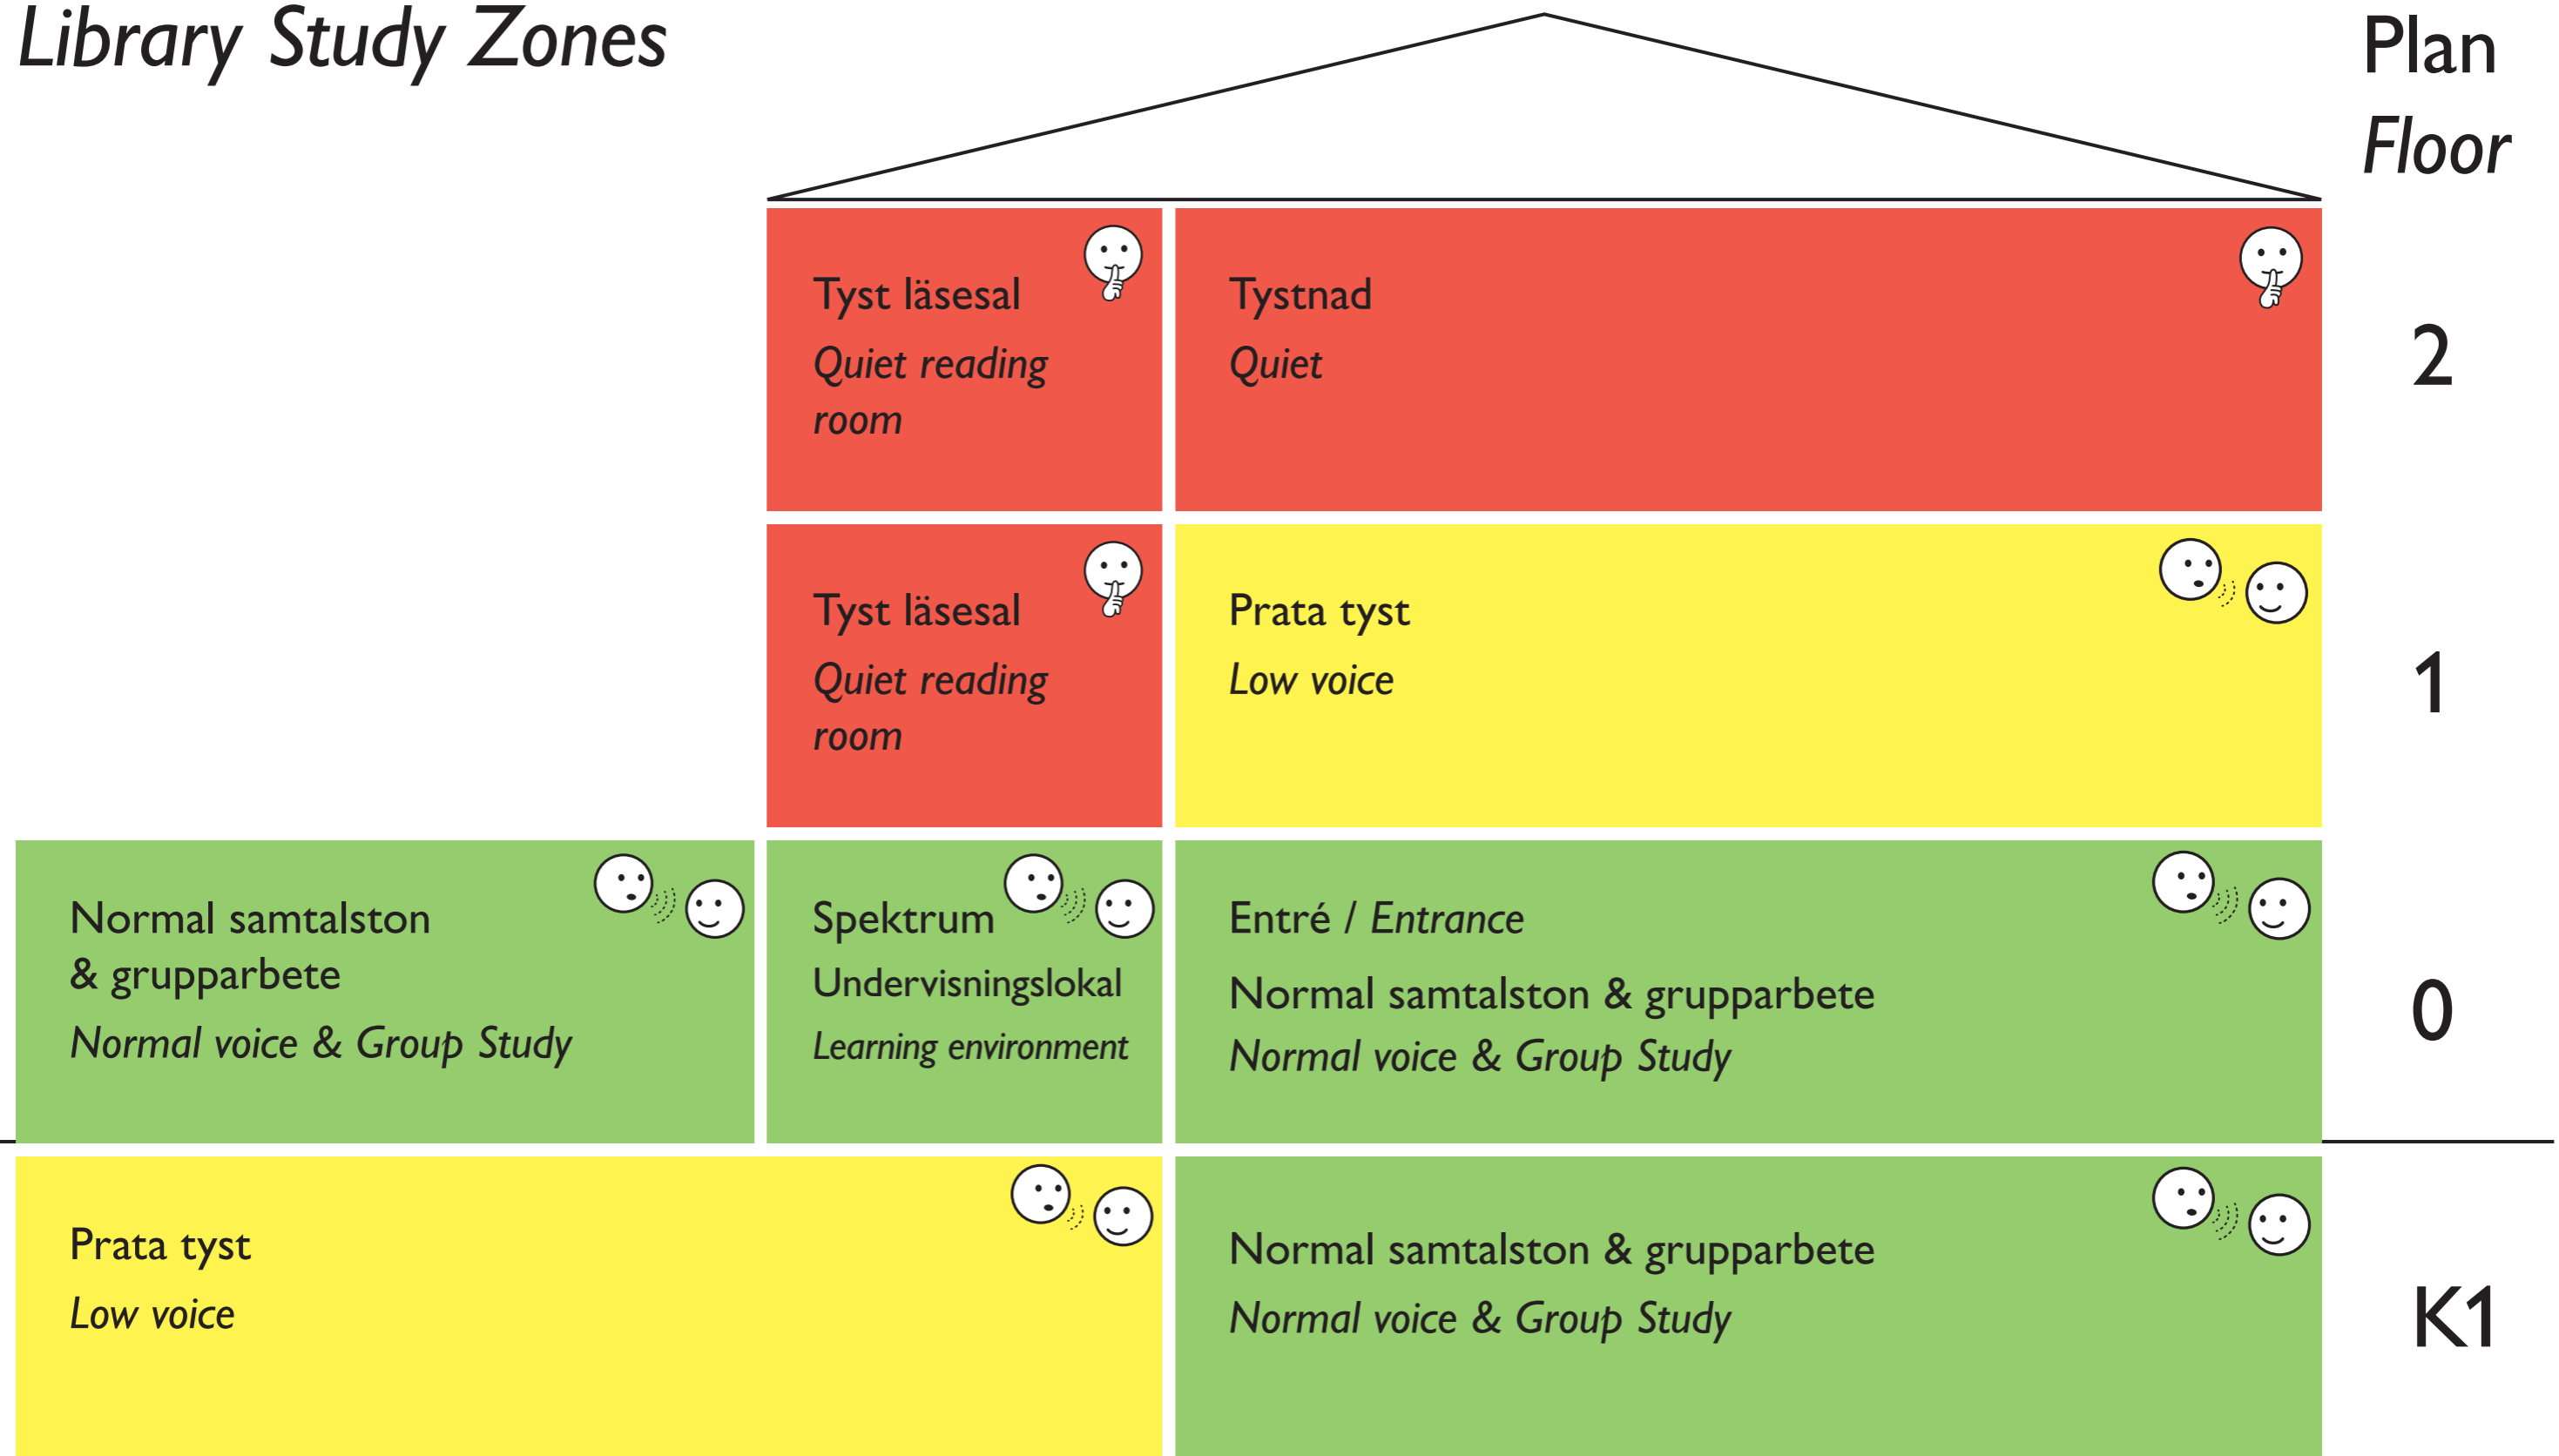 Library Study Zones
Plan
Floor
Tyst läsesal
Quiet reading
room
Tystnad
Quiet
2
Tyst läsesal
Quiet reading
room
Prata tyst
Low voice
1
Normal samtalston
& grupparbete
Normal voice & Group Study
Spektrum
Undervisningslokal
Learning environment
Entré / Entrance
Normal samtalston & grupparbete
Normal voice & Group Study
0
Prata tyst
Low voice
Normal samtalston & grupparbete
Normal voice & Group Study
K1